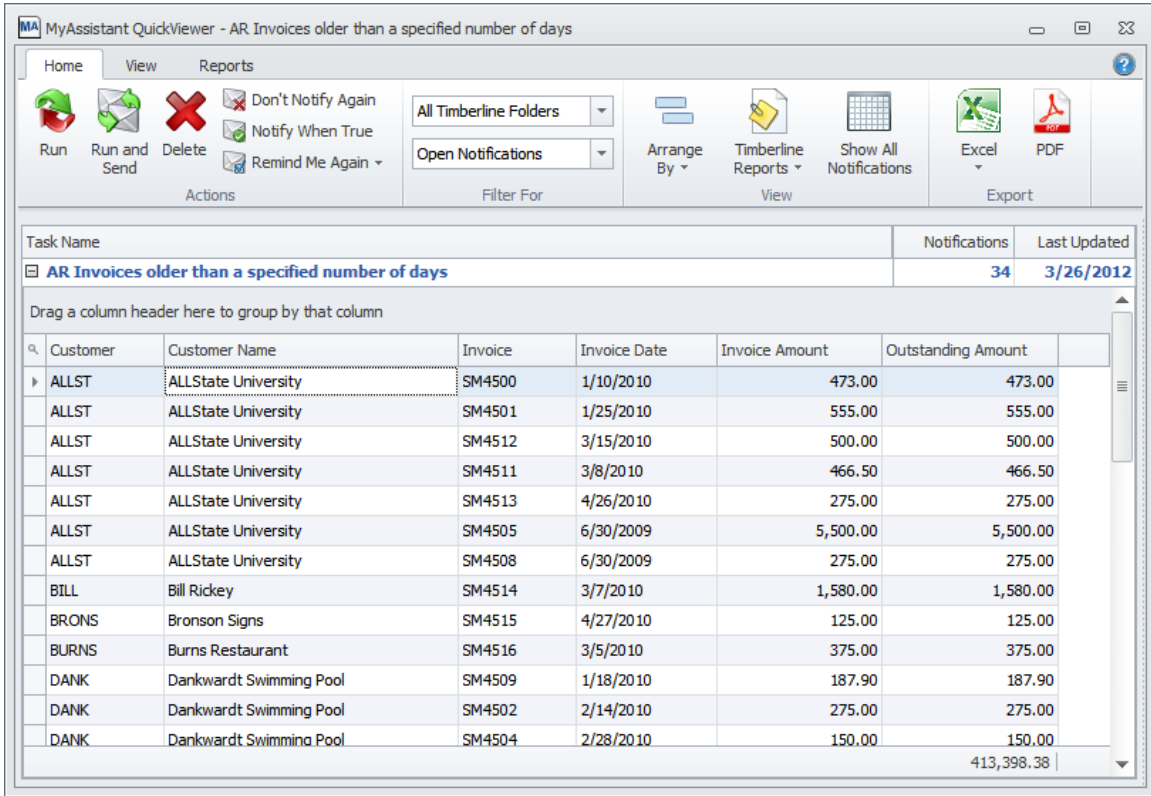 MA MyAssistant QuickViewer - AR Invoices older than a specified number of days
Home View Reports
Run
Run and Send
Delete
Don't Notify Again
Notify When True
Remind Me Again
Actions
All Timberline Folders
Open Notifications
Filter For
Arrange By
Timberline Reports
Show All Notifications
View
Excel
PDF
PDF
Export
Task Name Notifications Last Updated
AR Invoices older than a specified number of days 34 3/26/2012
Drag a column header here to group by that column
Customer Customer Name Invoice Invoice Date Invoice Amount Outstanding Amount
ALLST ALLState University SM4500 1/10/2010 473.00 473.00
ALLST ALLState University SM4501 1/25/2010 555.00 555.00
ALLST ALLState University SM4512 3/15/2010 500.00 500.00
ALLST ALLState University SM4511 3/8/2010 466.50 466.50
ALLST ALLState University SM4513 4/26/2010 275.00 275.00
ALLST ALLState University SM4505 6/30/2009 5,500.00 5,500.00
ALLST ALLState University SM4508 6/30/2009 275.00 275.00
BILL Bill Rickey SM4514 3/7/2010 1,580.00 1,580.00
BRONS Bronson Signs SM4515 4/27/2010 125.00 125.00
BURNS Burns Restaurant SM4516 3/5/2010 375.00 375.00
DANK Dankwardt Swimming Pool SM4509 1/18/2010 187.90 187.90
DANK Dankwardt Swimming Pool SM4502 2/14/2010 275.00 275.00
DANK Dankwardt Swimming Pool SM4504 2/28/2010 150.00 150.00
413,398.38